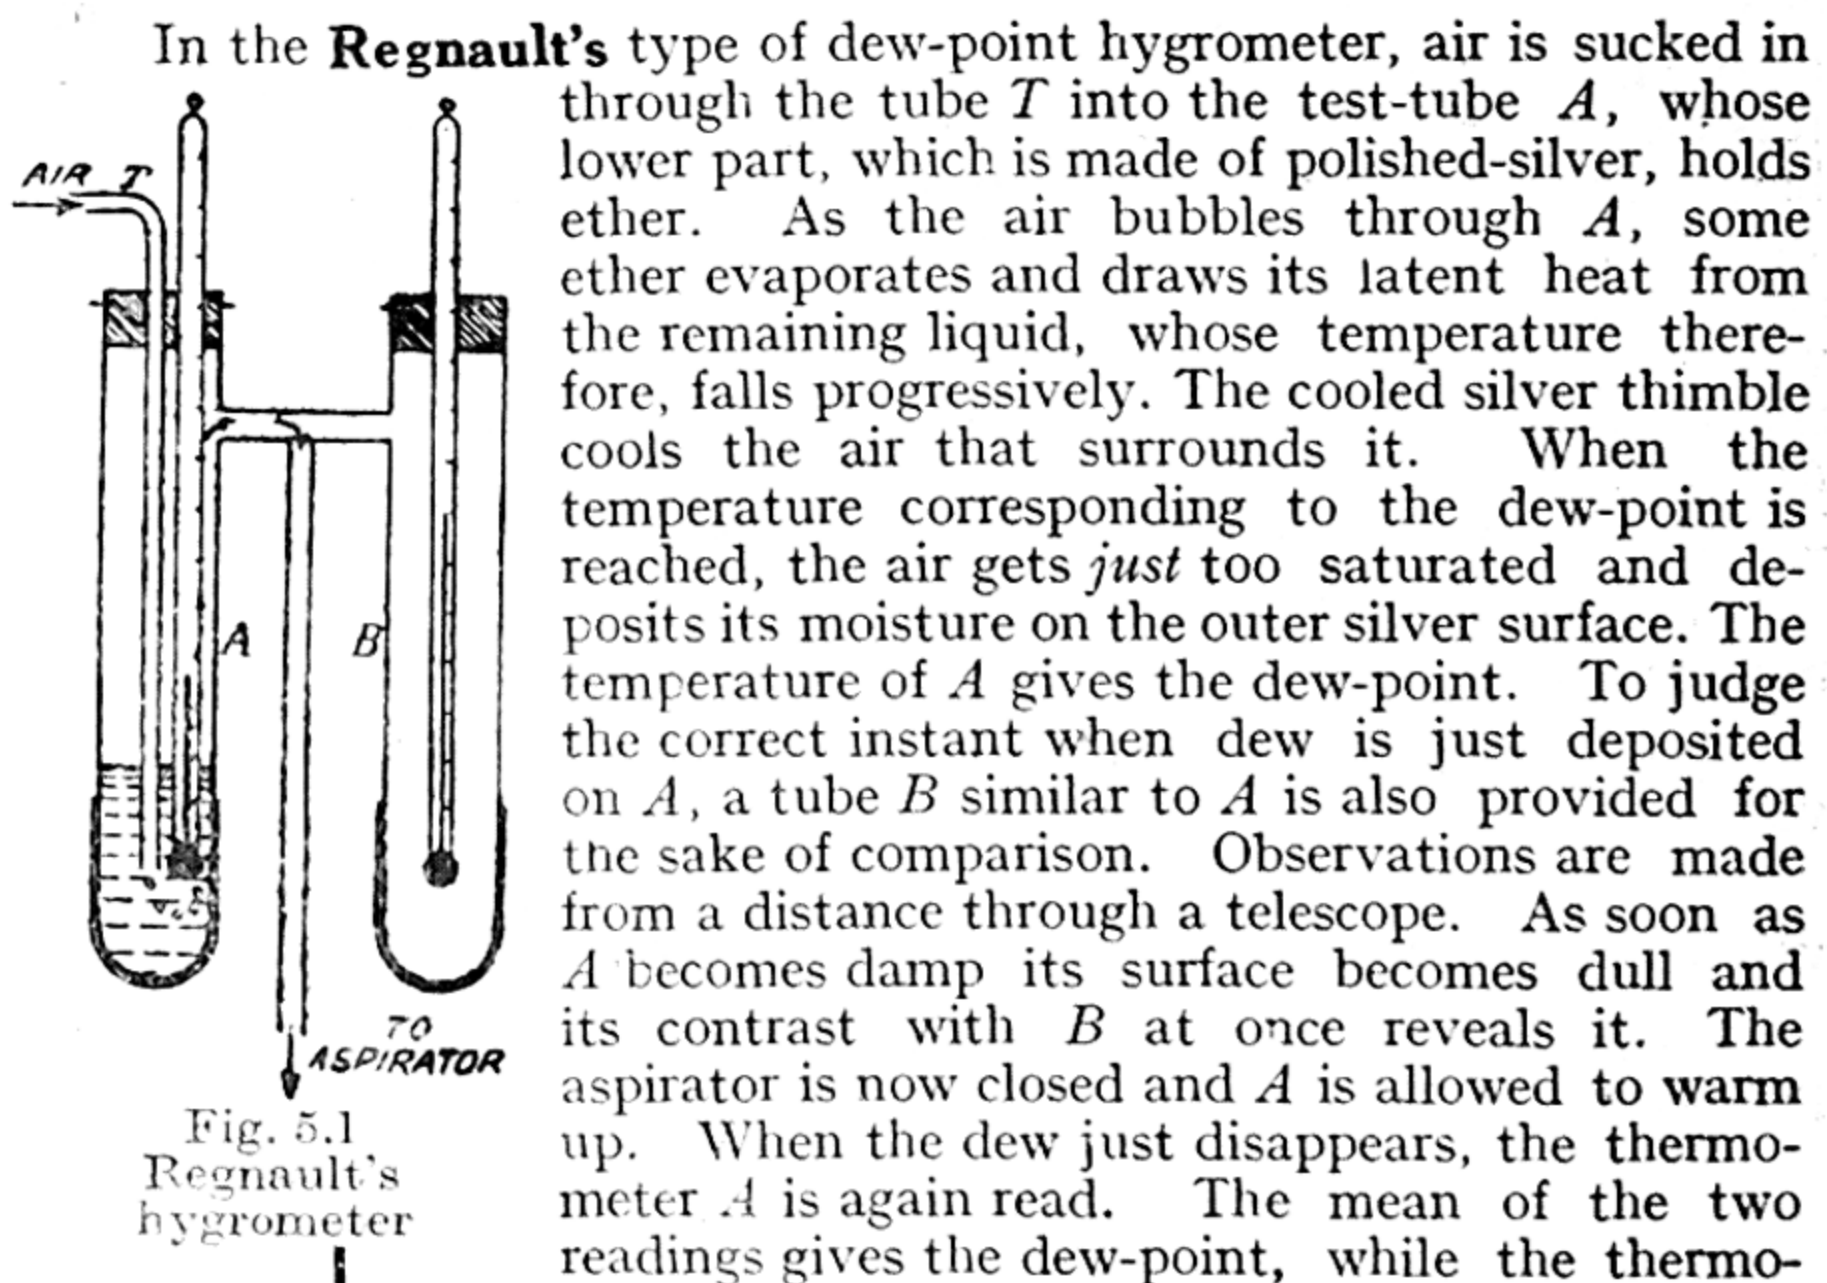 In the Regnault's type of dew-point hygrometer, air is sucked in
through the tube T into the test-tube A, whose
lower part, which is made of polished-silver, holds
ether. As the air bubbles through A, some
ether evaporates and draws its latent heat from
the remaining liquid, whose temperature there-
fore, falls progressively. The cooled silver thimble
cools the air that surrounds it. When the
temperature corresponding to the dew-point is
reached, the air gets just too saturated and de-
posits its moisture on the outer silver surface. The
temperature of A gives the dew-point. To judge
the correct instant when dew is just deposited
on A, a tube B similar to A is also provided for
the sake of comparison. Observations are made
from a distance through a telescope. As soon as
A becomes damp its surface becomes dull and
its contrast with B at once reveals it. The
aspirator is now closed and A is allowed to warm
up. When the dew just disappears, the thermo-
meter A is again read. The mean of the two
readings gives the dew-point, while the thermo-
AIR T
A B
TO
ASPIRATOR
Fig. 5.1
Regnault's
hygrometer